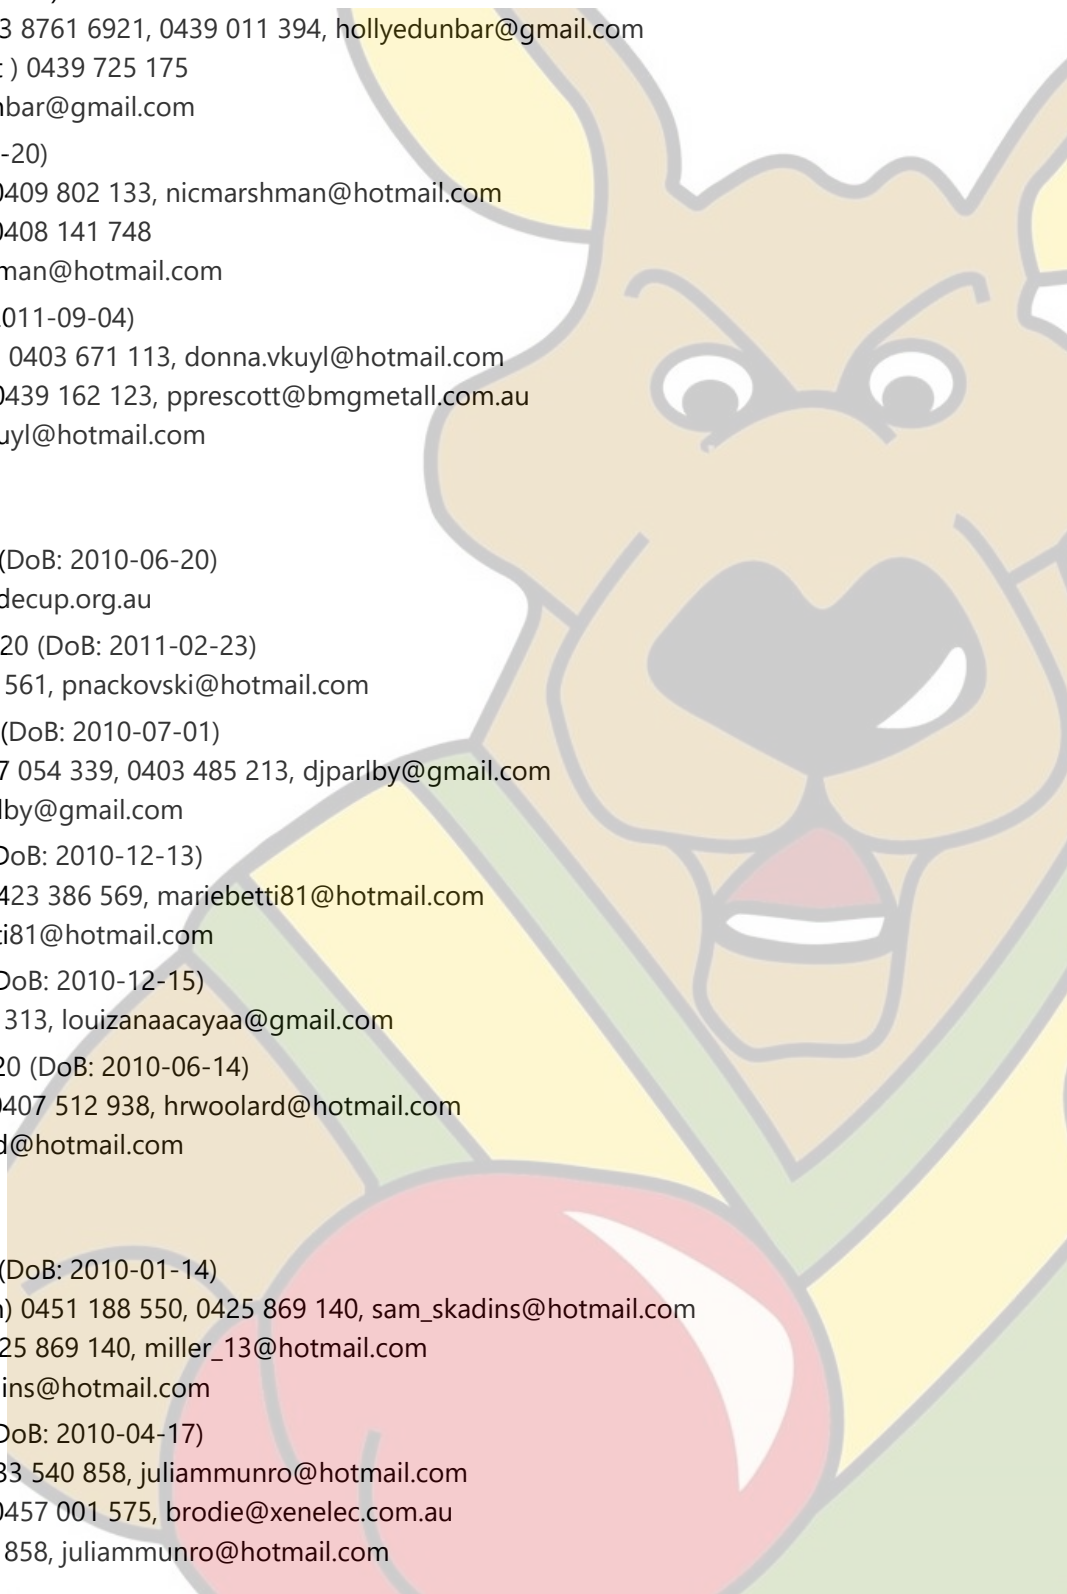 3 8761 6921, 0439 011 394, hollyedunbar@gmail.com
) 0439 725 175
bar@gmail.com
-20)
0409 802 133, nicmarshman@hotmail.com
0408 141 748
man@hotmail.com
011-09-04)
0403 671 113, donna.vkuyl@hotmail.com
0439 162 123, pprescott@bmgmetall.com.au
uyl@hotmail.com
(DoB: 2010-06-20)
decup.org.au
20 (DoB: 2011-02-23)
561, pnackovski@hotmail.com
(DoB: 2010-07-01)
7 054 339, 0403 485 213, djparlby@gmail.com
lby@gmail.com
DoB: 2010-12-13)
423 386 569, mariebetti81@hotmail.com
ti81@hotmail.com
DoB: 2010-12-15)
313, louizanaacayaa@gmail.com
20 (DoB: 2010-06-14)
0407 512 938, hrwoolard@hotmail.com
d@hotmail.com
(DoB: 2010-01-14)
) 0451 188 550, 0425 869 140, sam_skadins@hotmail.com
25 869 140, miller_13@hotmail.com
ins@hotmail.com
DoB: 2010-04-17)
33 540 858, juliammunro@hotmail.com
0457 001 575, brodie@xenelec.com.au
858, juliammunro@hotmail.com